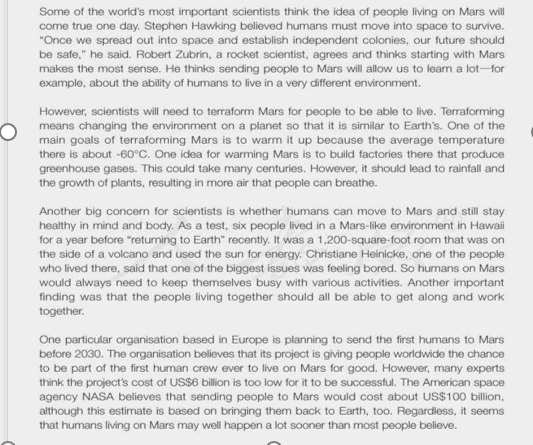 Some of the world's most important scientists think the idea of people living on Mars will
come true one day. Stephen Hawking believed humans must move into space to survive.
"Once we spread out into space and establish independent colonies, our future should
be safe," he said. Robert Zubrin, a rocket scientist, agrees and thinks starting with Mars
makes the most sense. He thinks sending people to Mars will allow us to learn a lot—for
example, about the ability of humans to live in a very different environment.
However, scientists will need to terraform Mars for people to be able to live. Terraforming
means changing the environment on a planet so that it is similar to Earth's. One of the
main goals of terraforming Mars is to warm it up because the average temperature
there is about -60°C. One idea for warming Mars is to build factories there that produce
greenhouse gases. This could take many centuries. However, it should lead to rainfall and
the growth of plants, resulting in more air that people can breathe.
Another big concern for scientists is whether humans can move to Mars and still stay
healthy in mind and body. As a test, six people lived in a Mars-like environment in Hawaii
for a year before "returning to Earth" recently. It was a 1,200-square-foot room that was on
the side of a volcano and used the sun for energy. Christiane Heinicke, one of the people
who lived there, said that one of the biggest issues was feeling bored. So humans on Mars
would always need to keep themselves busy with various activities. Another important
finding was that the people living together should all be able to get along and work
together.
One particular organisation based in Europe is planning to send the first humans to Mars
before 2030. The organisation believes that its project is giving people worldwide the chance
to be part of the first human crew ever to live on Mars for good. However, many experts
think the project's cost of US$6 billion is too low for it to be successful. The American space
agency NASA believes that sending people to Mars would cost about US$100 billion,
although this estimate is based on bringing them back to Earth, too. Regardless, it seems
that humans living on Mars may well happen a lot sooner than most people believe.